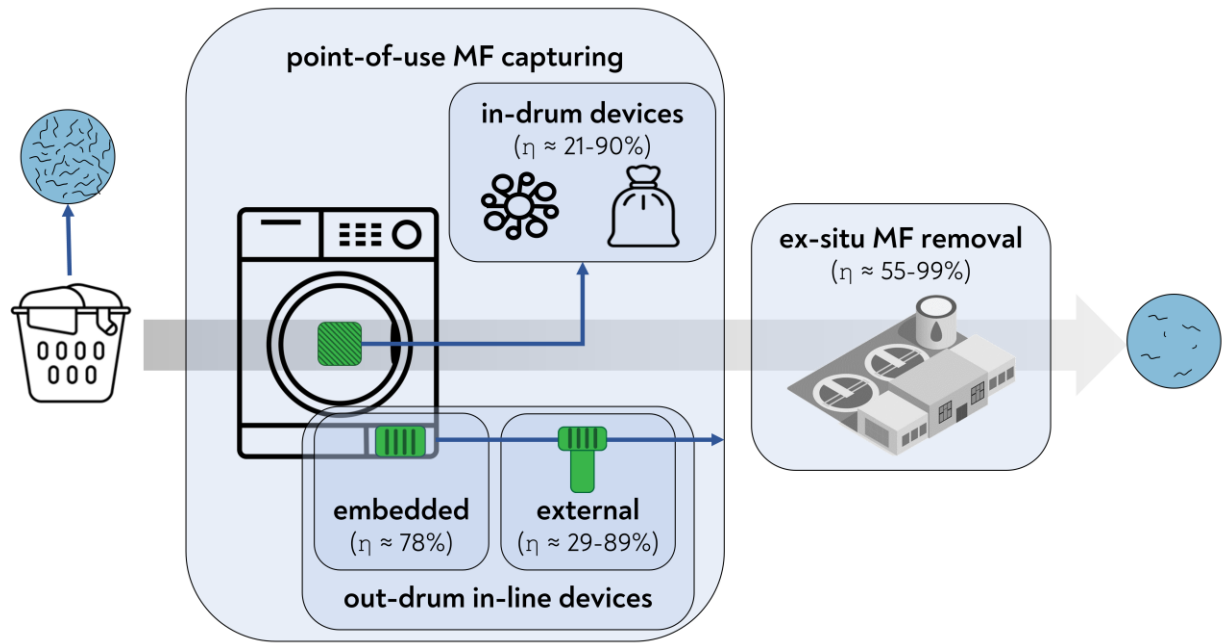 point-of-use MF capturing
in-drum devices
(η ≈ 21-90%)
ex-situ MF removal
(η ≈ 55-99%)
embedded
(η ≈ 78%)
external
(η ≈ 29-89%)
out-drum in-line devices